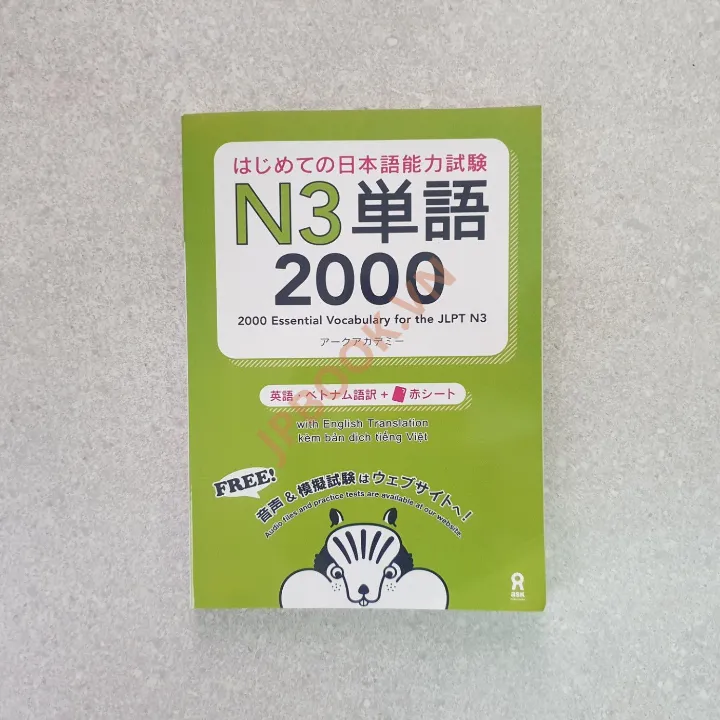 はじめての日本語能力試験
N3単語
2000
2000 Essential Vocabulary for the JLPT N3
アークアカデミー
英語・ベトナム語訳 + 赤シート
with English Translation
kèm bản dịch tiếng Việt
FREE!
音声&模擬試験はウェブサイトへ!
Audio files and practice tests are available at our website.
JPBOOK.VN